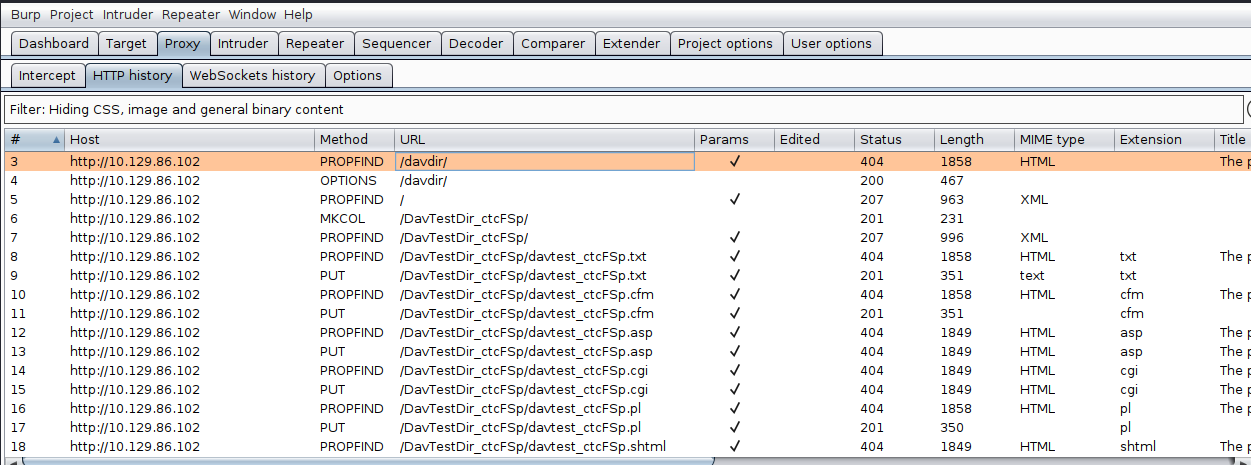 Burp Project Intruder Repeater Window Help
Dashboard Target Proxy Intruder Repeater Sequencer Decoder Comparer Extender Project options User options
Intercept HTTP history WebSockets history Options
Filter: Hiding CSS, image and general binary content
# Host Method URL Params Edited Status Length MIME type Extension Title
3 http://10.129.86.102 PROPFIND /davdir/ ✓ 404 1858 HTML The p
4 http://10.129.86.102 OPTIONS /davdir/ 200 467
5 http://10.129.86.102 PROPFIND / ✓ 207 963 XML
6 http://10.129.86.102 MKCOL /DavTestDir_ctcFSp/ 201 231
7 http://10.129.86.102 PROPFIND /DavTestDir_ctcFSp/ ✓ 207 996 XML
8 http://10.129.86.102 PROPFIND /DavTestDir_ctcFSp/davtest_ctcFSp.txt ✓ 404 1858 HTML txt The p
9 http://10.129.86.102 PUT /DavTestDir_ctcFSp/davtest_ctcFSp.txt ✓ 201 351 text txt
10 http://10.129.86.102 PROPFIND /DavTestDir_ctcFSp/davtest_ctcFSp.cfm ✓ 404 1858 HTML cfm The p
11 http://10.129.86.102 PUT /DavTestDir_ctcFSp/davtest_ctcFSp.cfm ✓ 201 351 cfm
12 http://10.129.86.102 PROPFIND /DavTestDir_ctcFSp/davtest_ctcFSp.asp ✓ 404 1849 HTML asp The p
13 http://10.129.86.102 PUT /DavTestDir_ctcFSp/davtest_ctcFSp.asp ✓ 404 1849 HTML asp The p
14 http://10.129.86.102 PROPFIND /DavTestDir_ctcFSp/davtest_ctcFSp.cgi ✓ 404 1849 HTML cgi The p
15 http://10.129.86.102 PUT /DavTestDir_ctcFSp/davtest_ctcFSp.cgi ✓ 404 1849 HTML cgi The p
16 http://10.129.86.102 PROPFIND /DavTestDir_ctcFSp/davtest_ctcFSp.pl ✓ 404 1858 HTML pl The p
17 http://10.129.86.102 PUT /DavTestDir_ctcFSp/davtest_ctcFSp.pl ✓ 201 350 pl
18 http://10.129.86.102 PROPFIND /DavTestDir_ctcFSp/davtest_ctcFSp.shtml ✓ 404 1849 HTML shtml The p